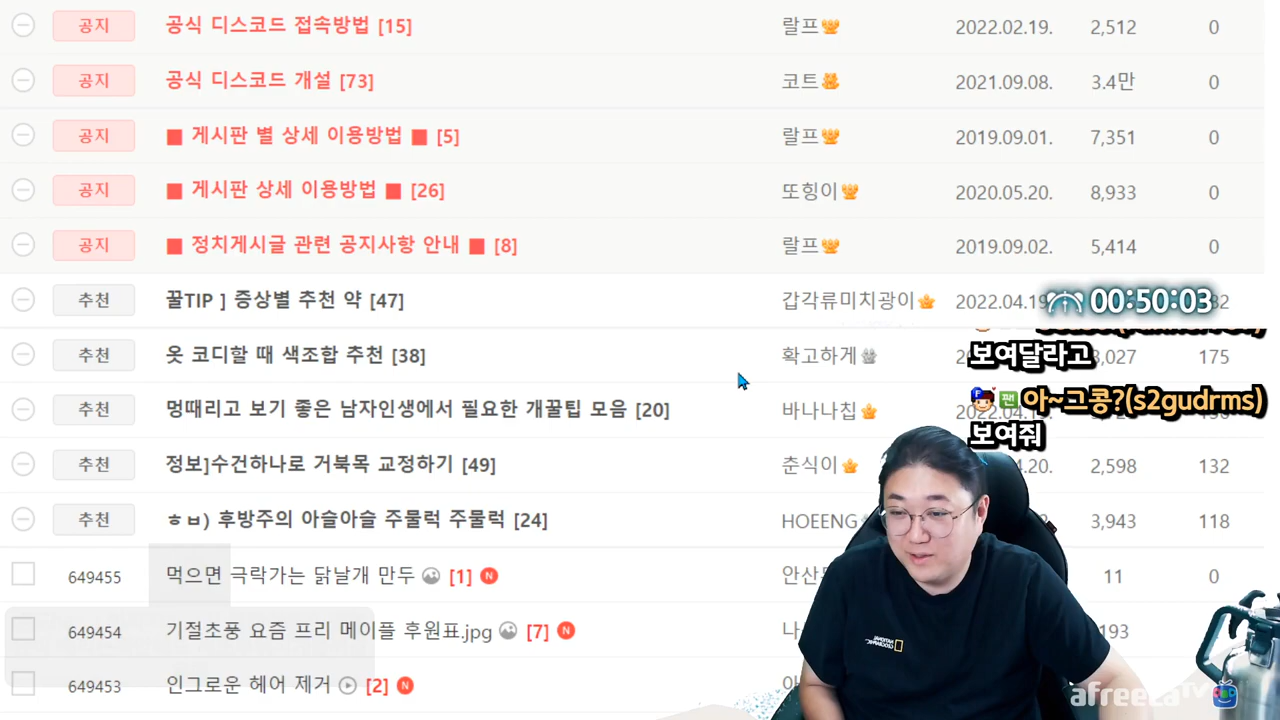 공지 공식 디스코드 접속방법 [15] 랄프 2022.02.19. 2,512 0
공지 공식 디스코드 개설 [73] 코트 2021.09.08. 3.4만 0
공지 ■ 게시판 별 상세 이용방법 ■ [5] 랄프 2019.09.01. 7,351 0
공지 ■ 게시판 상세 이용방법 ■ [26] 또힝이 2020.05.20. 8,933 0
공지 ■ 정치게시글 관련 공지사항 안내 ■ [8] 랄프 2019.09.02. 5,414 0
추천 꿀TIP ] 증상별 추천 약 [47] 갑각류미치광이 2022.04.19
00:50:03
추천 옷 코디할 때 색조합 추천 [38] 확고하게 175
보여달라고
추천 멍때리고 보기 좋은 남자인생에서 필요한 개꿀팁 모음 [20] 바나나칩
아~그콩?(s2gudrms)
보여줘
추천 정보]수건하나로 거북목 교정하기 [49] 춘식이 2,598 132
추천 ㅎㅂ) 후방주의 아슬아슬 주물럭 주물럭 [24] HOEENG 3,943 118
649455 먹으면 극락가는 닭날개 만두 [1] N 11 0
649454 기절초풍 요즘 프리 메이플 후원표.jpg [7] N 193
649453 인그로운 헤어 제거 [2] N
afreecaTV